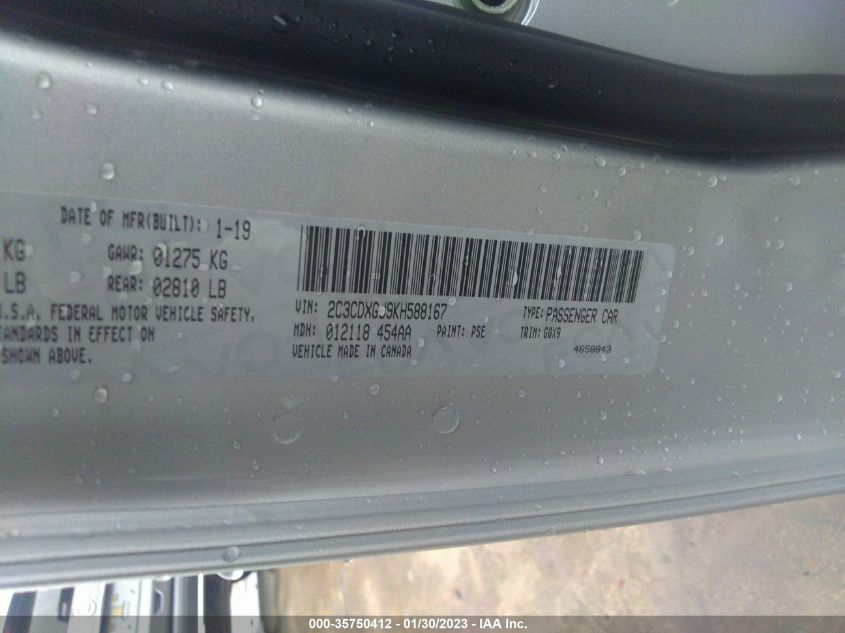 DATE OF MFR(BUILT): 1-19
KG GAWR: 01275 KG
LB REAR: 02810 LB
U.S.A. FEDERAL MOTOR VEHICLE SAFETY,
STANDARDS IN EFFECT ON
SHOWN ABOVE.
VIN: 2C3CDXGJ9KH588167 TYPE: PASSENGER CAR
MDH: 012118 454AA PAINT: PSE TRIM: G8X9
VEHICLE MADE IN CANADA 4658843
000-35750412 - 01/30/2023 - IAA Inc.